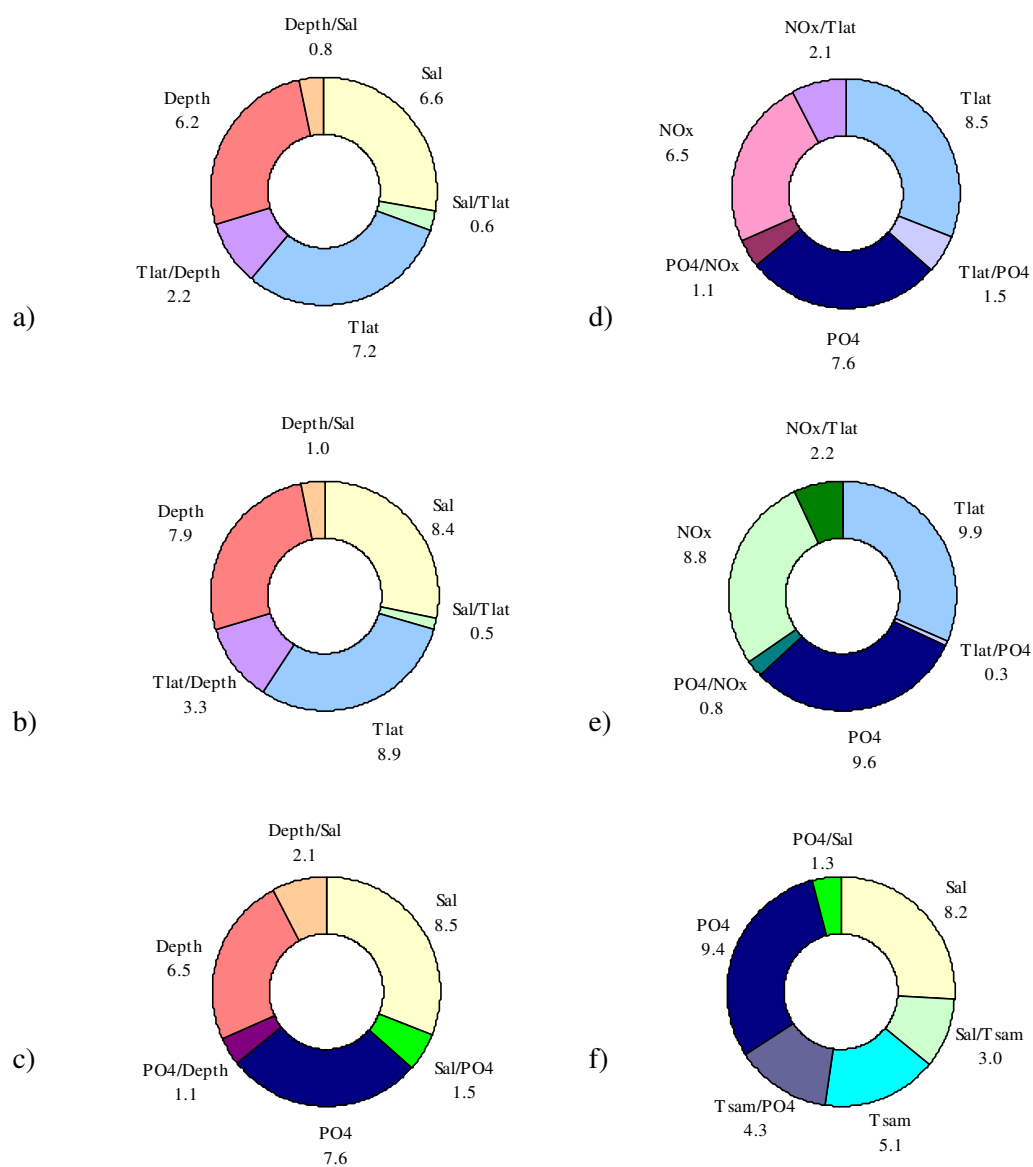 Depth/Sal
0.8
Sal
6.6
Depth
6.2
Sal/Tlat
0.6
Tlat/Depth
2.2
Tlat
7.2
a)
NOx/Tlat
2.1
Tlat
8.5
NOx
6.5
PO4/NOx
1.1
Tlat/PO4
1.5
PO4
7.6
d)
Depth/Sal
1.0
Sal
8.4
Depth
7.9
Sal/Tlat
0.5
Tlat/Depth
3.3
Tlat
8.9
b)
NOx/Tlat
2.2
Tlat
9.9
NOx
8.8
Tlat/PO4
0.3
PO4/NOx
0.8
PO4
9.6
e)
Depth/Sal
2.1
Sal
8.5
Depth
6.5
PO4/Depth
1.1
Sal/PO4
1.5
PO4
7.6
c)
PO4/Sal
1.3
Sal
8.2
PO4
9.4
Sal/Tsam
3.0
Tsam/PO4
4.3
Tsam
5.1
f)